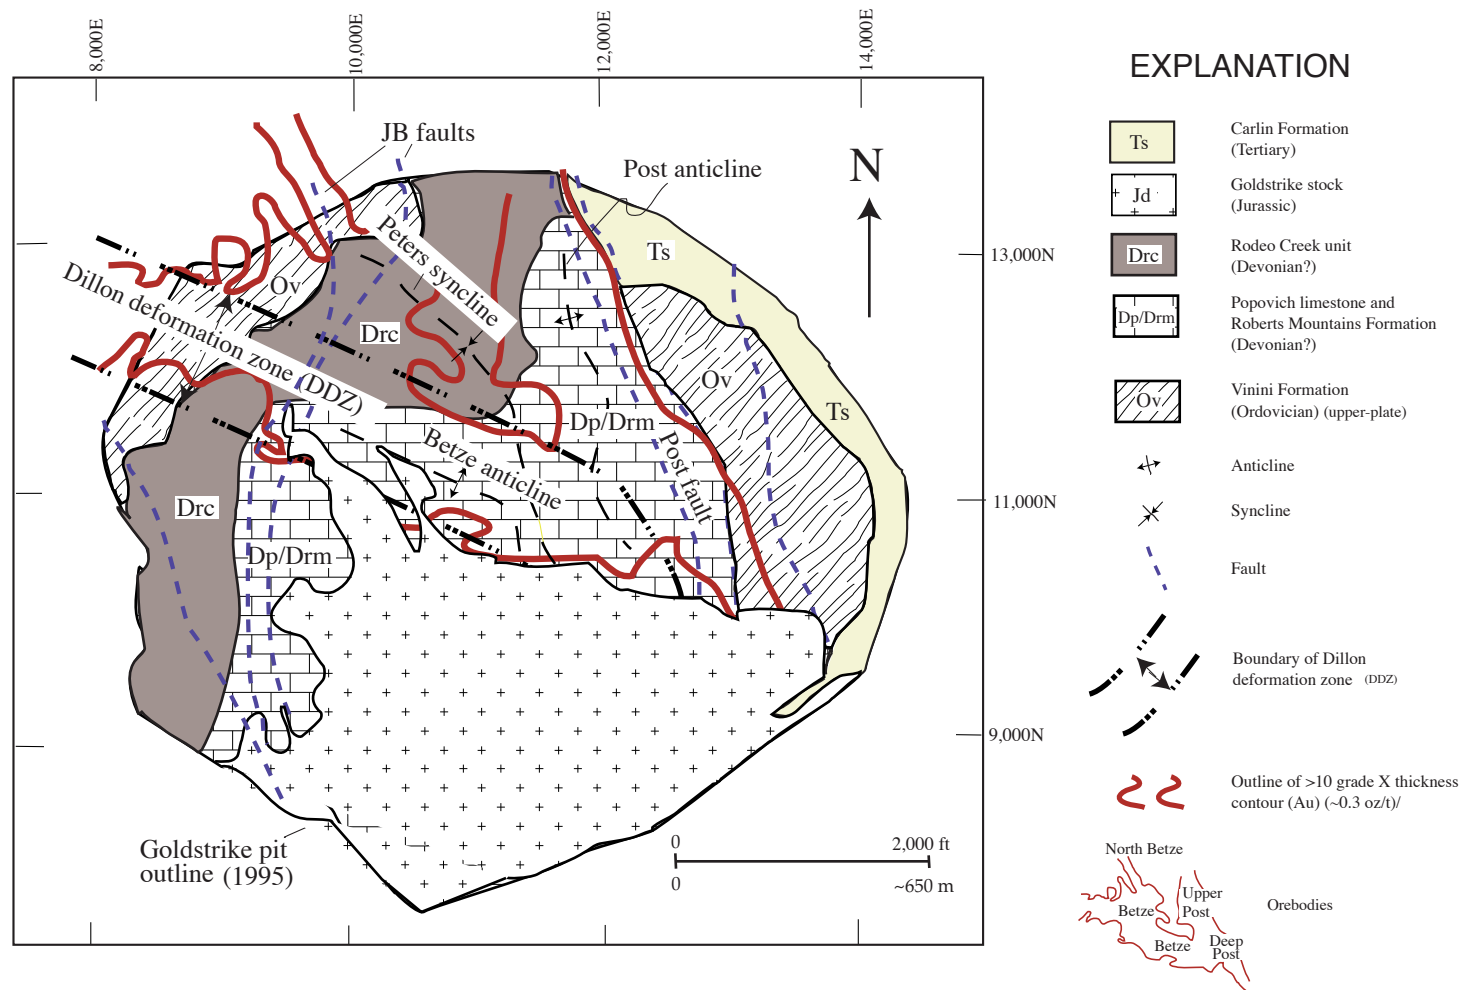 8,000E
10,000E
12,000E
14,000E
EXPLANATION
JB faults
Post anticline
N
Peters syncline
Ts
Ov
13,000N
Dillon deformation zone (DDZ)
Drc
Ov
Ts
Dp/Drm
Betze anticline
Post fault
11,000N
Drc
Dp/Drm
9,000N
Goldstrike pit
outline (1995)
0
2,000 ft
0
~650 m
Ts
Carlin Formation
(Tertiary)
Jd
Goldstrike stock
(Jurassic)
Drc
Rodeo Creek unit
(Devonian?)
Dp/Drm
Popovich limestone and
Roberts Mountains Formation
(Devonian?)
Ov
Vinini Formation
(Ordovician) (upper-plate)
Anticline
Syncline
Fault
Boundary of Dillon
deformation zone (DDZ)
Outline of >10 grade X thickness
contour (Au) (~0.3 oz/t)/
North Betze
Upper
Post
Betze
Betze
Deep
Post
Orebodies